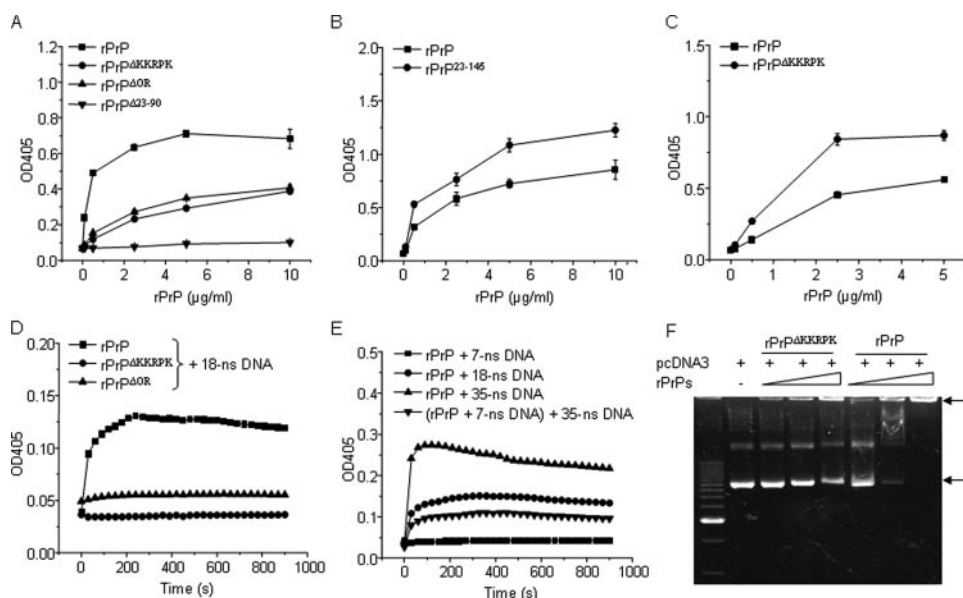 A
rPrP
rPrPΔKKRPK
rPrPΔOR
rPrPΔ23-90
OD405
1.2
1.0
0.8
0.6
0.4
0.2
0.0
0 2 4 6 8 10
rPrP (µg/ml)
B
rPrP
rPrP23-145
OD405
2.0
1.5
1.0
0.5
0.0
0 2 4 6 8 10
rPrP (µg/ml)
C
rPrP
rPrPΔKKRPK
OD405
1.5
1.0
0.5
0.0
0 1 2 3 4 5
rPrP (µg/ml)
D
rPrP
rPrPΔKKRPK + 18-ns DNA
rPrPΔOR
OD405
0.20
0.15
0.10
0.05
0.00
0 200 400 600 800 1000
Time (s)
E
rPrP + 7-ns DNA
rPrP + 18-ns DNA
rPrP + 35-ns DNA
(rPrP + 7-ns DNA) + 35-ns DNA
OD405
0.5
0.4
0.3
0.2
0.1
0.0
0 200 400 600 800 1000
Time (s)
F
rPrPΔKKRPK rPrP
pcDNA3 + + + + + + +
rPrPs -